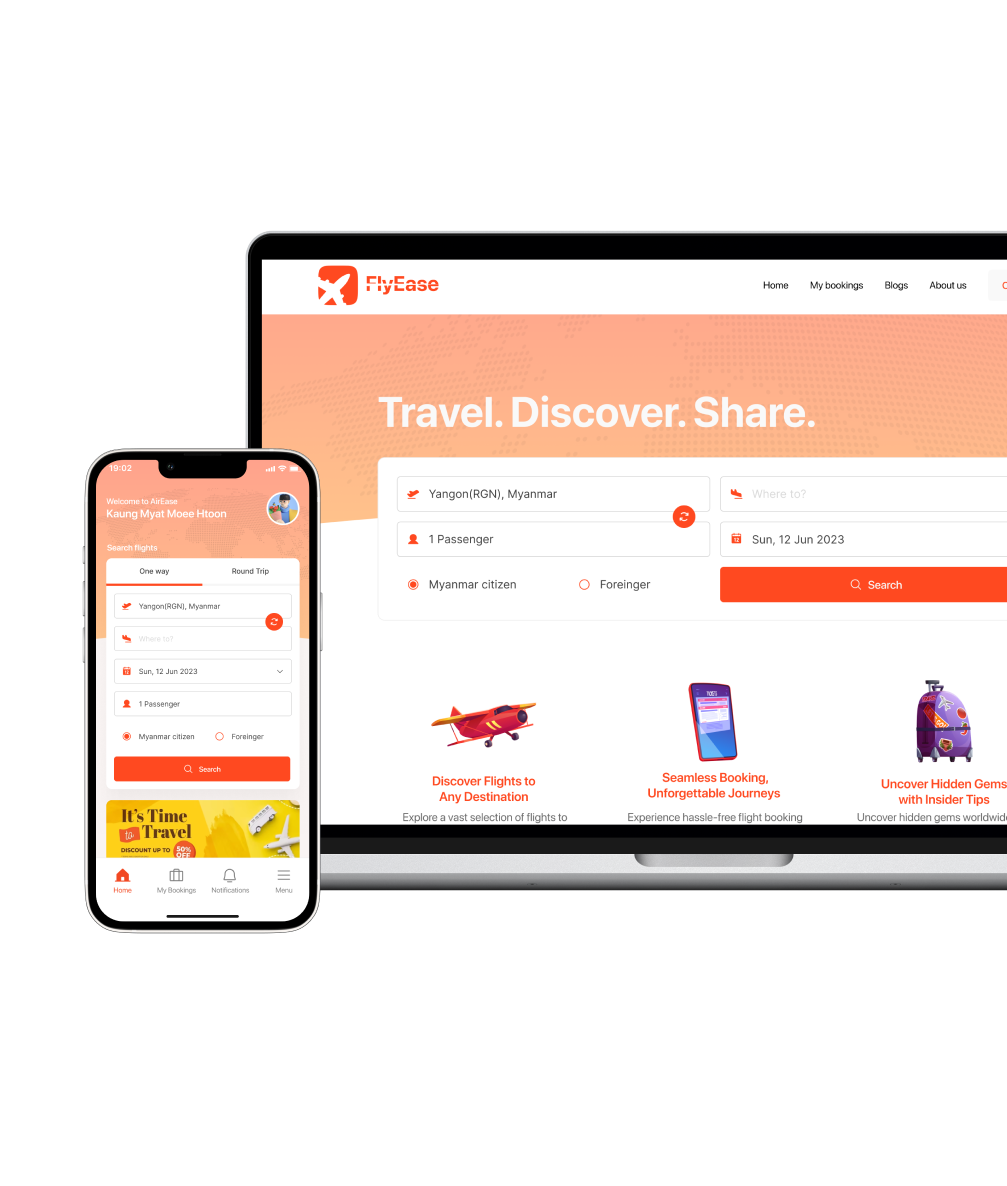 FlyEase
Home My bookings Blogs About us
Travel. Discover. Share.
Yangon(RGN), Myanmar
Where to?
1 Passenger
Sun, 12 Jun 2023
Myanmar citizen
Foreinger
Search
Discover Flights to
Any Destination
Explore a vast selection of flights to
Seamless Booking,
Unforgettable Journeys
Experience hassle-free flight booking
Uncover Hidden Gems
with Insider Tips
Uncover hidden gems worldwide
19:02
Welcome to AirEase
Kaung Myat Moee Htoon
Search flights
One way Round Trip
Yangon(RGN), Myanmar
Where to?
Sun, 12 Jun 2023
1 Passenger
Myanmar citizen Foreinger
Search
It's Time
to Travel
DISCOUNT UP TO 50%
OFF
Home My Bookings Notifications Menu